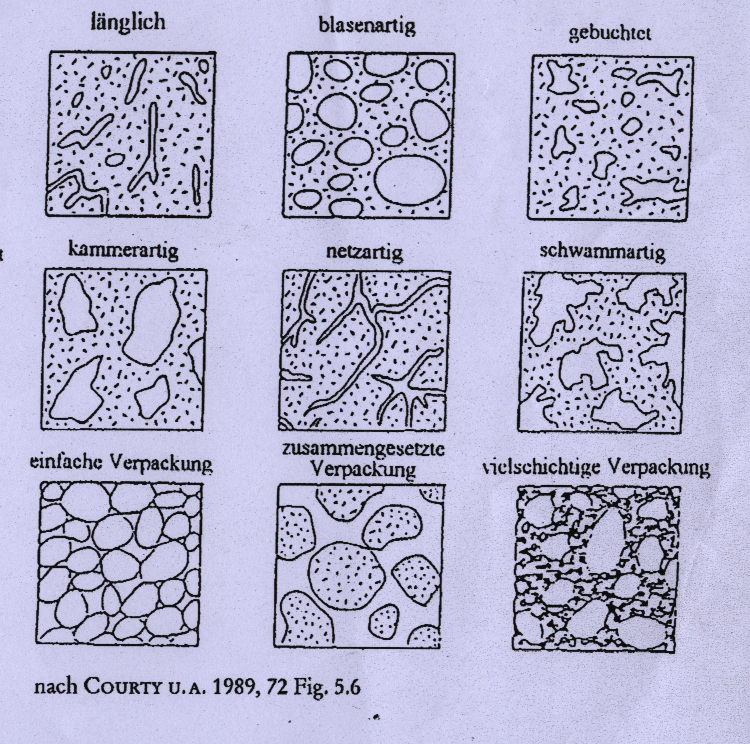 länglich
blasenartig
gebuchtet
kammerartig
netzartig
schwammartig
einfache Verpackung
zusammengesetzte
Verpackung
vielschichtige Verpackung
nach COURTY U. A. 1989, 72 Fig. 5.6